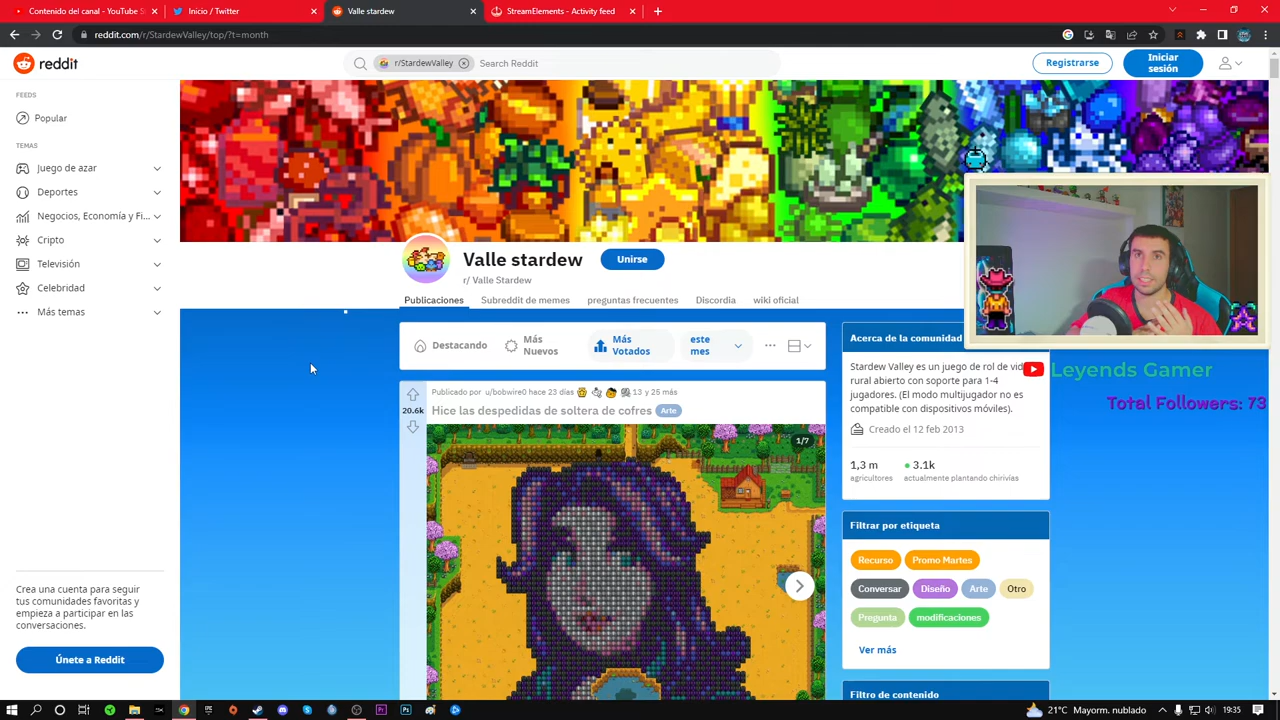 Contenido del canal - YouTube S
Inicio / Twitter
Valle stardew
StreamElements - Activity feed
reddit.com/r/StardewValley/top/?t=month
reddit
r/StardewValley
Search Reddit
Registrarse
Iniciar
sesión
FEEDS
Popular
TEMAS
Juego de azar
Deportes
Negocios, Economía y Fi...
Cripto
Televisión
Celebridad
Más temas
Crea una cuenta para seguir
tus comunidades favoritas y
empieza a participar en las
conversaciones.
Únete a Reddit
Valle stardew
Unirse
r/ Valle Stardew
Publicaciones
Subreddit de memes
preguntas frecuentes
Discordia
wiki oficial
Destacando
Más
Nuevos
Más
Votados
este
mes
20.6k
Publicado por u/bobwire0 hace 23 días 13 y 25 más
Hice las despedidas de soltera de cofres Arte
1/7
Acerca de la comunidad
Stardew Valley es un juego de rol de vid
rural abierto con soporte para 1-4
jugadores. (El modo multijugador no es
compatible con dispositivos móviles).
Creado el 12 feb 2013
1,3 m
agricultores
3.1k
actualmente plantando chirivias
Filtrar por etiqueta
Recurso
Promo Martes
Conversar
Diseño
Arte
Otro
Pregunta
modificaciones
Ver más
Filtro de contenido
Leyends Gamer
Total Followers: 73
21°C Mayorm. nublado
19:35